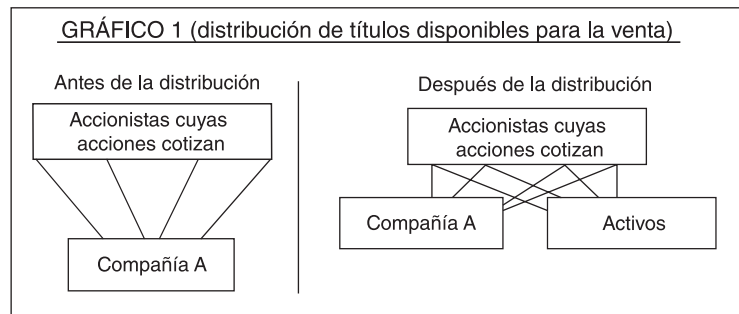 GRÁFICO 1 (distribución de títulos disponibles para la venta)
Antes de la distribución
Accionistas cuyas
acciones cotizan
Compañía A
Después de la distribución
Accionistas cuyas
acciones cotizan
Compañía A
Activos